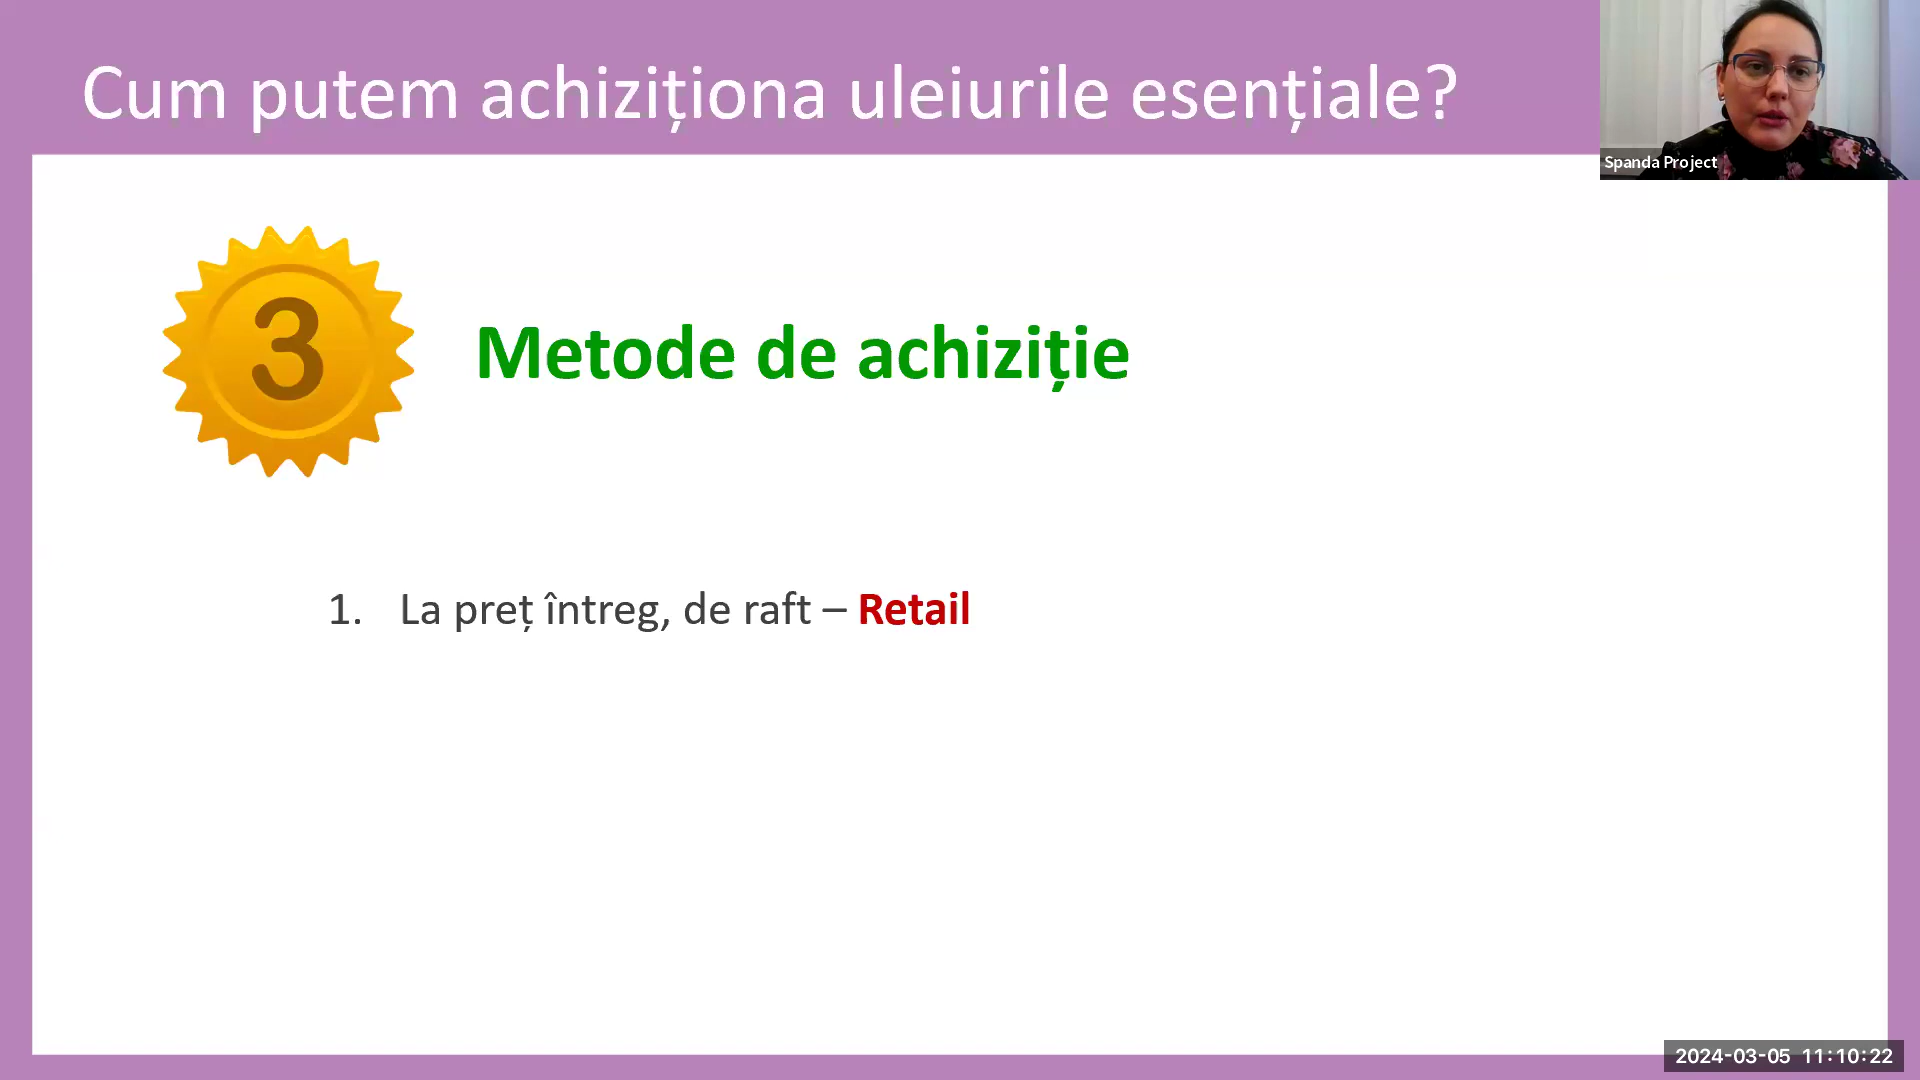 Cum putem achiziționa uleiurile esențiale?
Spanda Project
3
Metode de achiziție
1. La preț întreg, de raft – Retail
2024-03-05 11:10:22